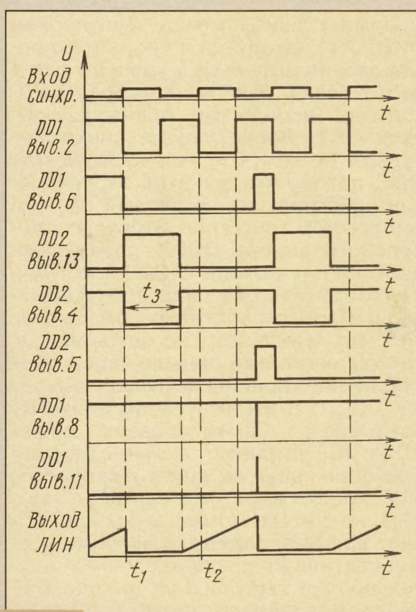 U
Вход
синхр.
t
DD1
выв.2
t
DD1
выв.6
t
DD2
выв.13
t
DD2
выв.4
t₃
t
DD2
выв.5
t
DD1
выв.8
t
DD1
выв.11
t
Выход
ЛИН
t
t₁ t₂